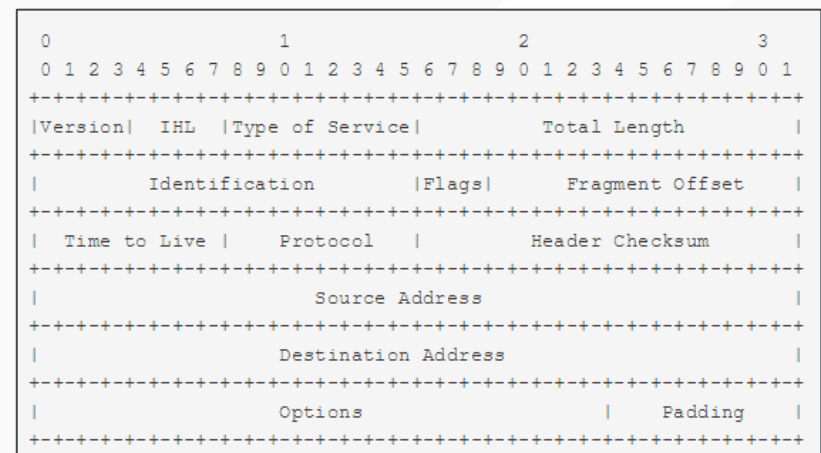 0                   1                   2                   3
 0 1 2 3 4 5 6 7 8 9 0 1 2 3 4 5 6 7 8 9 0 1 2 3 4 5 6 7 8 9 0 1
+-+-+-+-+-+-+-+-+-+-+-+-+-+-+-+-+-+-+-+-+-+-+-+-+-+-+-+-+-+-+-+-+
|Version|  IHL  |Type of Service|          Total Length         |
+-+-+-+-+-+-+-+-+-+-+-+-+-+-+-+-+-+-+-+-+-+-+-+-+-+-+-+-+-+-+-+-+
|         Identification        |Flags|      Fragment Offset    |
+-+-+-+-+-+-+-+-+-+-+-+-+-+-+-+-+-+-+-+-+-+-+-+-+-+-+-+-+-+-+-+-+
|  Time to Live |    Protocol   |         Header Checksum       |
+-+-+-+-+-+-+-+-+-+-+-+-+-+-+-+-+-+-+-+-+-+-+-+-+-+-+-+-+-+-+-+-+
|                       Source Address                          |
+-+-+-+-+-+-+-+-+-+-+-+-+-+-+-+-+-+-+-+-+-+-+-+-+-+-+-+-+-+-+-+-+
|                    Destination Address                        |
+-+-+-+-+-+-+-+-+-+-+-+-+-+-+-+-+-+-+-+-+-+-+-+-+-+-+-+-+-+-+-+-+
|                    Options                    |    Padding    |
+-+-+-+-+-+-+-+-+-+-+-+-+-+-+-+-+-+-+-+-+-+-+-+-+-+-+-+-+-+-+-+-+